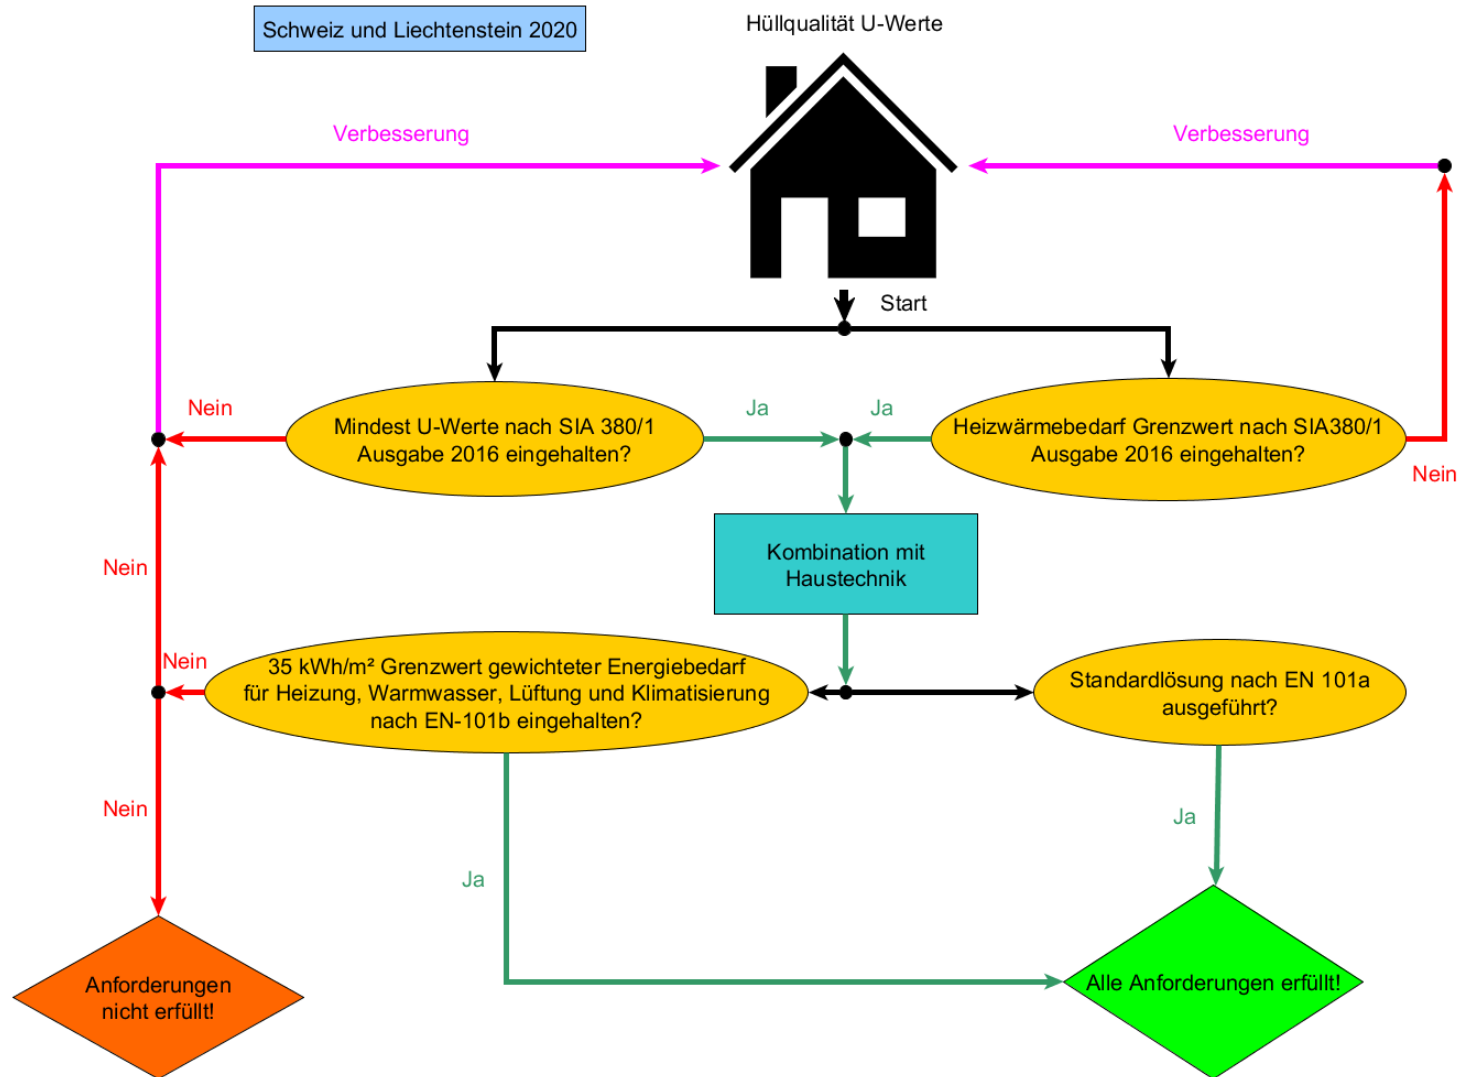 Schweiz und Liechtenstein 2020
Hüllqualität U-Werte
Verbesserung
Verbesserung
Start
Nein
Mindest U-Werte nach SIA 380/1
Ausgabe 2016 eingehalten?
Ja
Ja
Heizwärmebedarf Grenzwert nach SIA380/1
Ausgabe 2016 eingehalten?
Nein
Kombination mit
Haustechnik
Nein
Nein
35 kWh/m² Grenzwert gewichteter Energiebedarf
für Heizung, Warmwasser, Lüftung und Klimatisierung
nach EN-101b eingehalten?
Standardlösung nach EN 101a
ausgeführt?
Nein
Ja
Ja
Anforderungen
nicht erfüllt!
Alle Anforderungen erfüllt!